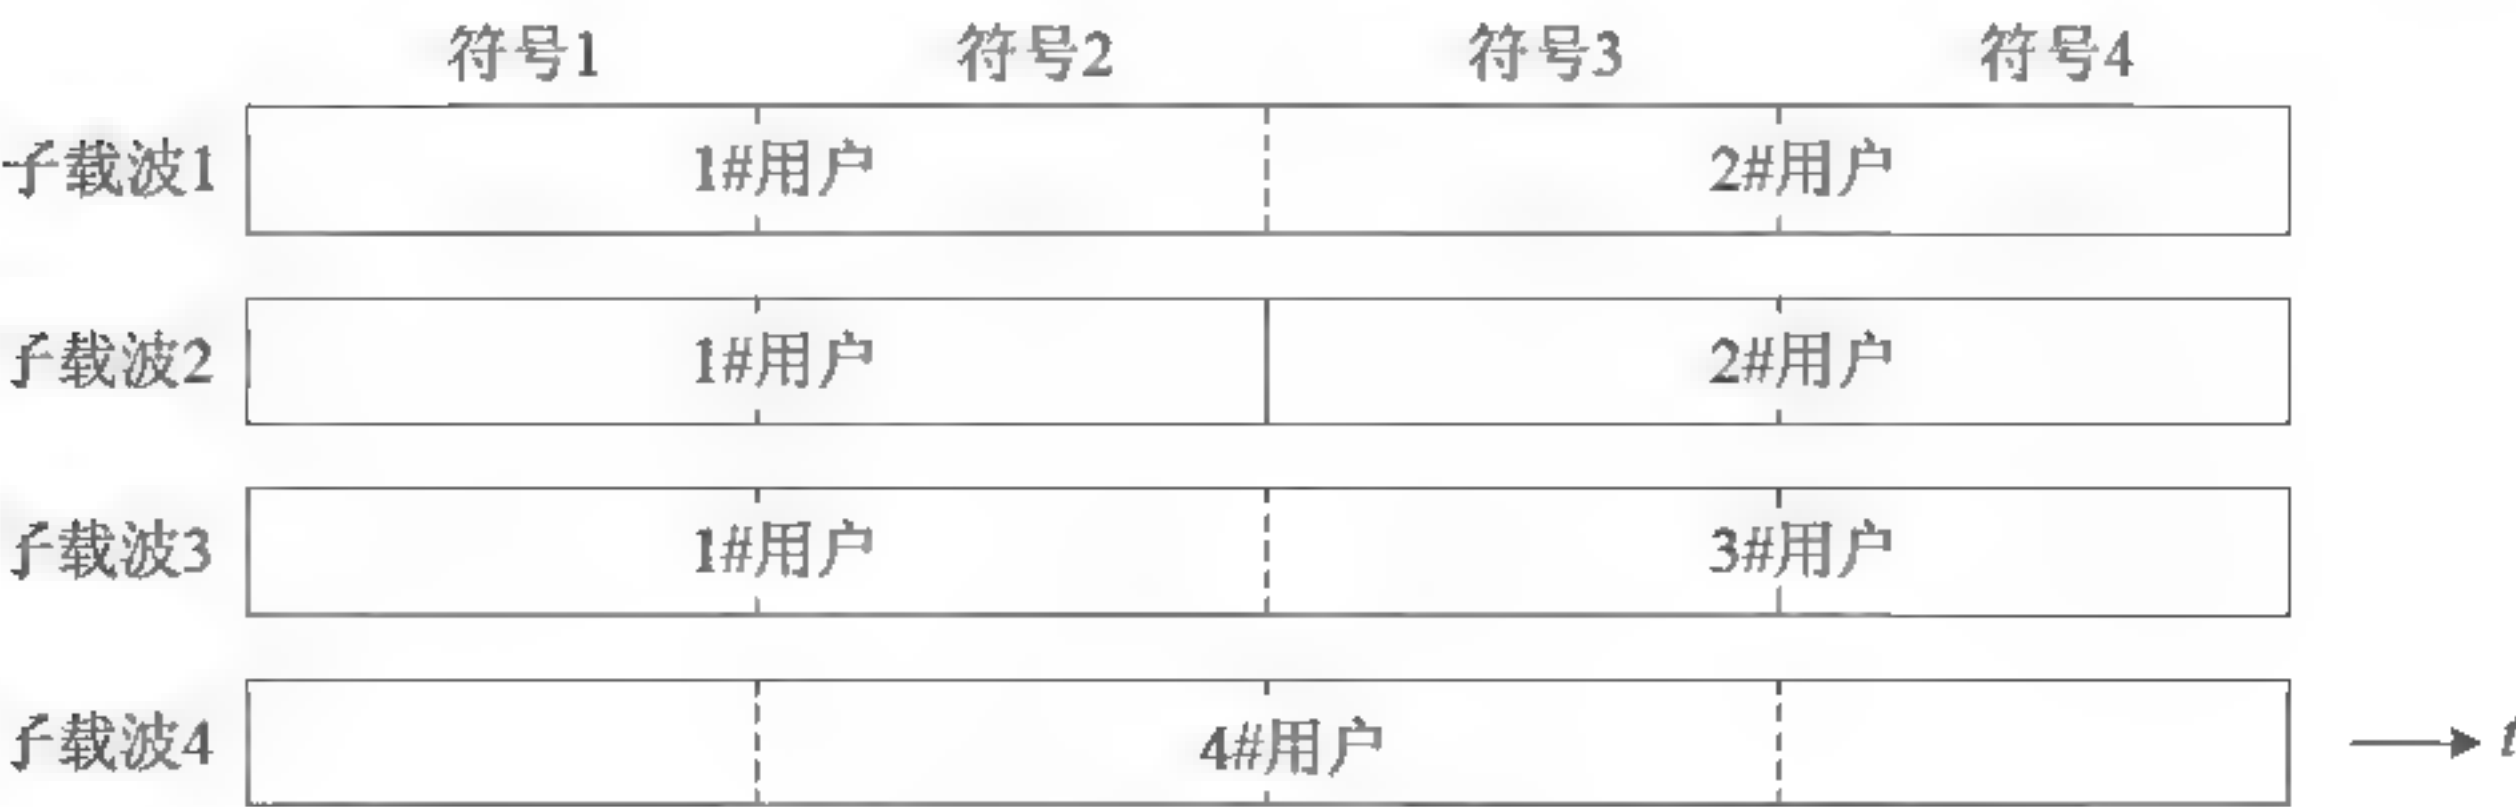 符号1 符号2 符号3 符号4
子载波1 1#用户 2#用户
子载波2 1#用户 2#用户
子载波3 1#用户 3#用户
子载波4 4#用户 t